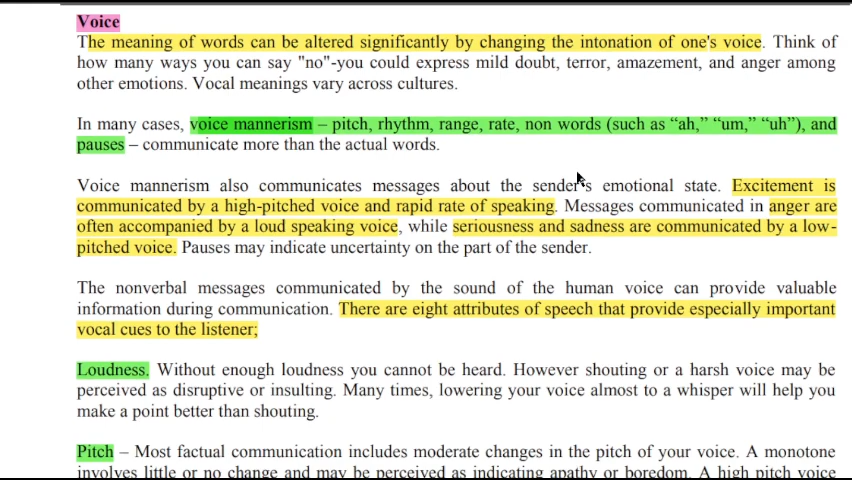 Voice
The meaning of words can be altered significantly by changing the intonation of one's voice. Think of
how many ways you can say "no"-you could express mild doubt, terror, amazement, and anger among
other emotions. Vocal meanings vary across cultures.
In many cases, voice mannerism – pitch, rhythm, range, rate, non words (such as “ah,” “um,” “uh”), and
pauses – communicate more than the actual words.
Voice mannerism also communicates messages about the sender's emotional state. Excitement is
communicated by a high-pitched voice and rapid rate of speaking. Messages communicated in anger are
often accompanied by a loud speaking voice, while seriousness and sadness are communicated by a low-
pitched voice. Pauses may indicate uncertainty on the part of the sender.
The nonverbal messages communicated by the sound of the human voice can provide valuable
information during communication. There are eight attributes of speech that provide especially important
vocal cues to the listener;
Loudness. Without enough loudness you cannot be heard. However shouting or a harsh voice may be
perceived as disruptive or insulting. Many times, lowering your voice almost to a whisper will help you
make a point better than shouting.
Pitch – Most factual communication includes moderate changes in the pitch of your voice. A monotone
involves little or no change and may be perceived as indicating apathy or boredom. A high pitch voice